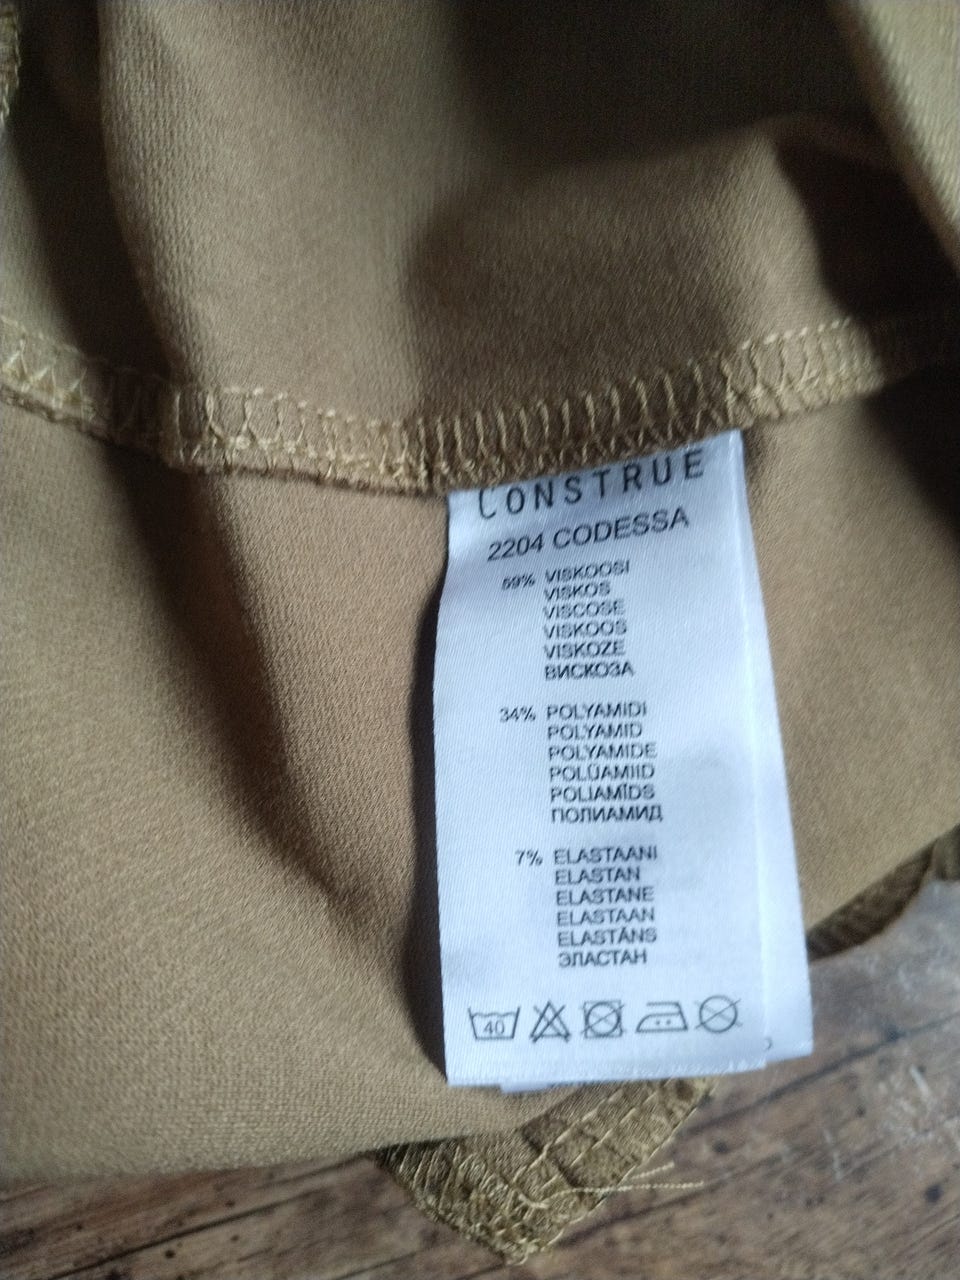 CONSTRUE
2204 CODESSA
59% VISKOOSI
VISKOS
VISCOSE
VISKOOS
VISKOZE
ВИСКОЗА
34% POLYAMIDI
POLYAMID
POLYAMIDE
POLÜAMIID
POLIAMĪDS
ПОЛИАМИД
7% ELASTAANI
ELASTAN
ELASTANE
ELASTAAN
ELASTĀNS
ЭЛАСТАН
40